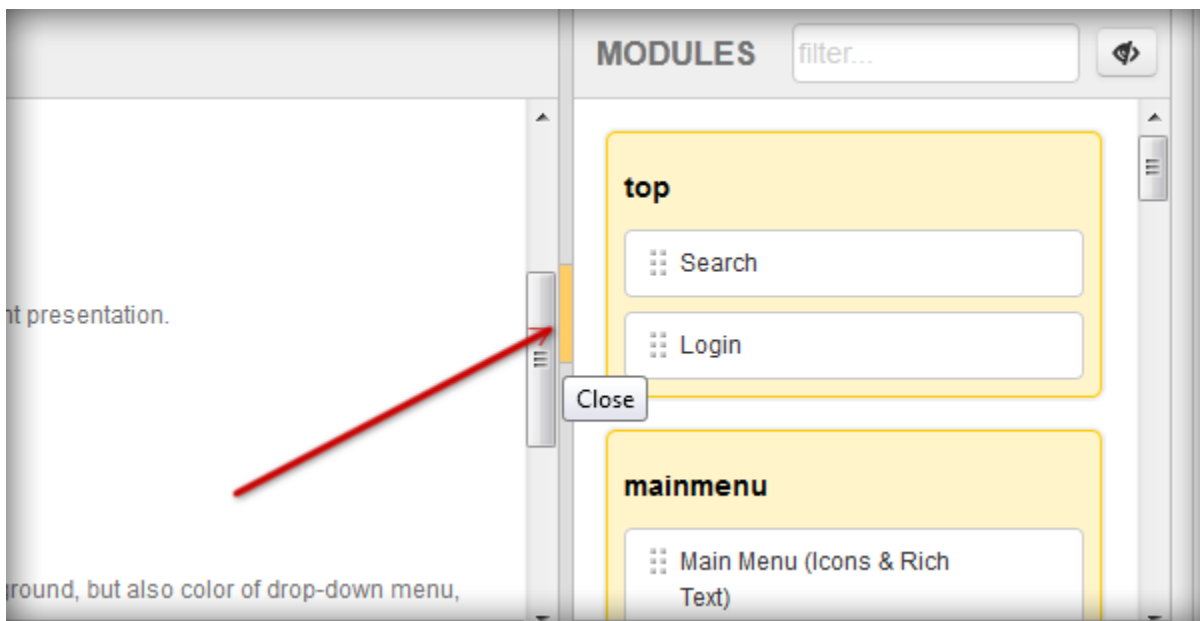 MODULES
filter...
top
Search
nt presentation.
Login
Close
mainmenu
Main Menu (Icons & Rich
Text)
round, but also color of drop-down menu,